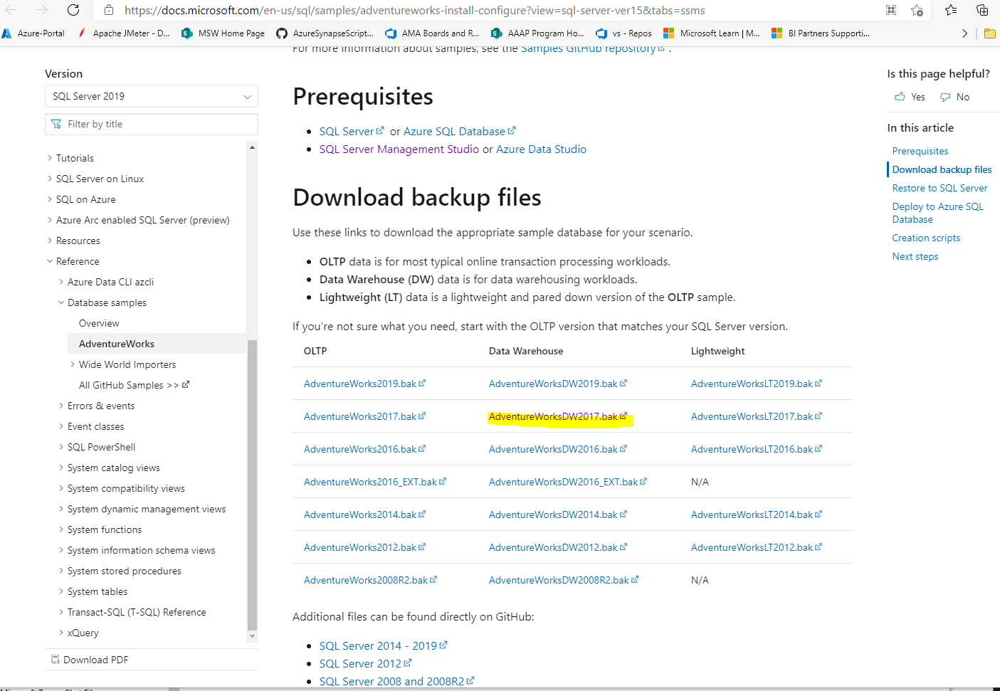 https://docs.microsoft.com/en-us/sql/samples/adventureworks-install-configure?view=sql-server-ver15&tabs=ssms
Azure-Portal
Apache JMeter - D...
MSW Home Page
AzureSynapseScript...
AMA Boards and R...
AAAP Program Ho...
vs - Repos
Microsoft Learn | M...
BI Partners Supporti...
For more information about samples, see the Samples GitHub repository .
Version
SQL Server 2019
Filter by title
Tutorials
SQL Server on Linux
SQL on Azure
Azure Arc enabled SQL Server (preview)
Resources
Reference
Azure Data CLI azcli
Database samples
Overview
AdventureWorks
Wide World Importers
All GitHub Samples >>
Errors & events
Event classes
SQL PowerShell
System catalog views
System compatibility views
System dynamic management views
System functions
System information schema views
System stored procedures
System tables
Transact-SQL (T-SQL) Reference
xQuery
Download PDF
Prerequisites
SQL Server or Azure SQL Database
SQL Server Management Studio or Azure Data Studio
Download backup files
Use these links to download the appropriate sample database for your scenario.
OLTP data is for most typical online transaction processing workloads.
Data Warehouse (DW) data is for data warehousing workloads.
Lightweight (LT) data is a lightweight and pared down version of the OLTP sample.
If you're not sure what you need, start with the OLTP version that matches your SQL Server version.
OLTP Data Warehouse Lightweight
AdventureWorks2019.bak AdventureWorksDW2019.bak AdventureWorksLT2019.bak
AdventureWorks2017.bak AdventureWorksDW2017.bak AdventureWorksLT2017.bak
AdventureWorks2016.bak AdventureWorksDW2016.bak AdventureWorksLT2016.bak
AdventureWorks2016_EXT.bak AdventureWorksDW2016_EXT.bak N/A
AdventureWorks2014.bak AdventureWorksDW2014.bak AdventureWorksLT2014.bak
AdventureWorks2012.bak AdventureWorksDW2012.bak AdventureWorksLT2012.bak
AdventureWorks2008R2.bak AdventureWorksDW2008R2.bak N/A
Additional files can be found directly on GitHub:
SQL Server 2014 - 2019
SQL Server 2012
SQL Server 2008 and 2008R2
Is this page helpful?
Yes No
In this article
Prerequisites
Download backup files
Restore to SQL Server
Deploy to Azure SQL
Database
Creation scripts
Next steps